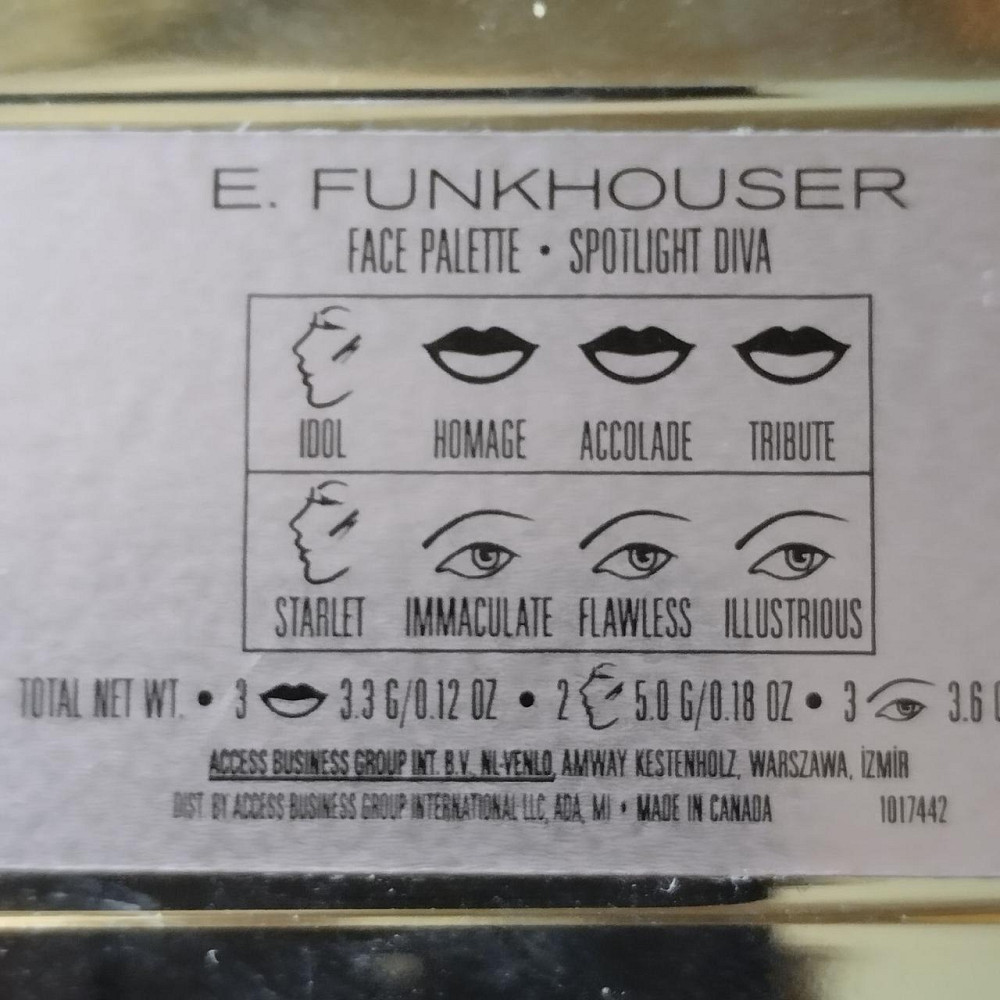 E. FUNKHOUSER
FACE PALETTE • SPOTLIGHT DIVA
IDOL HOMAGE ACCOLADE TRIBUTE
STARLET IMMACULATE FLAWLESS ILLUSTRIOUS
TOTAL NET WT. • 3 3.3 G/0.12 OZ • 2 5.0 G/0.18 OZ • 3 3.6
ACCESS BUSINESS GROUP INT. B.V. NL-VENLO, AMWAY KESTENHOLZ, WARSZAWA, İZMİR
DIST. BY ACCESS BUSINESS GROUP INTERNATIONAL LLC, ADA, MI • MADE IN CANADA 1017442